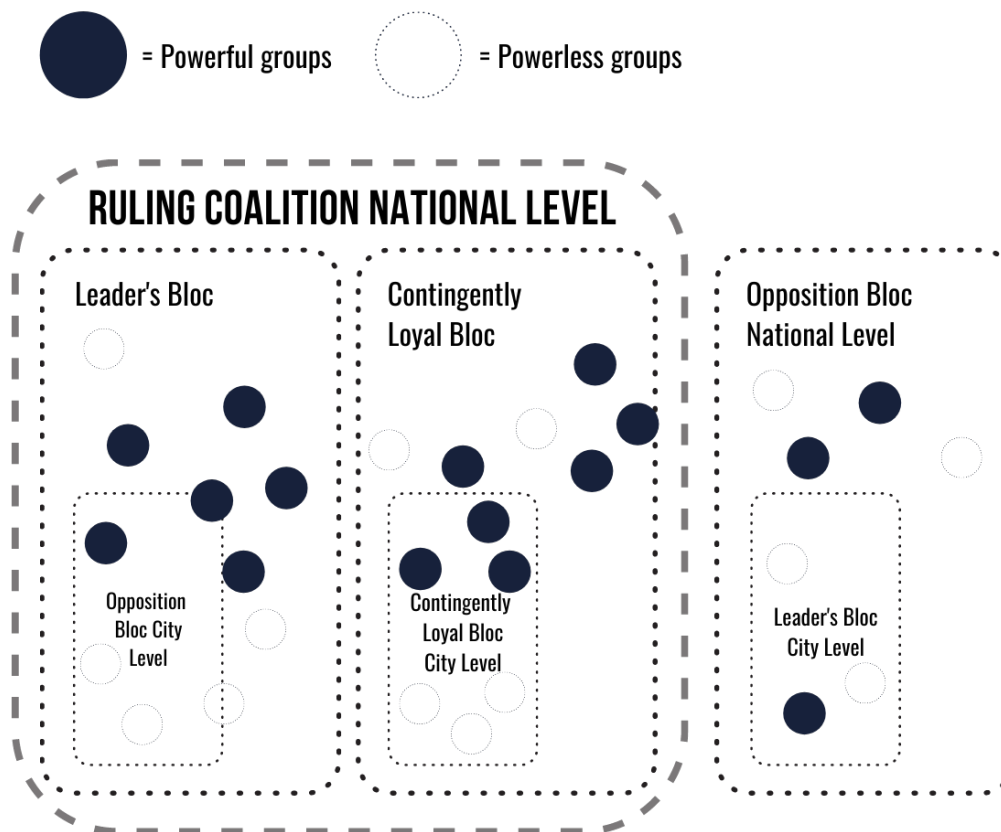 = Powerful groups
= Powerless groups
RULING COALITION NATIONAL LEVEL
Leader's Bloc
Contingently
Loyal Bloc
Opposition Bloc
National Level
Opposition
Bloc City
Level
Contingently
Loyal Bloc
City Level
Leader's Bloc
City Level